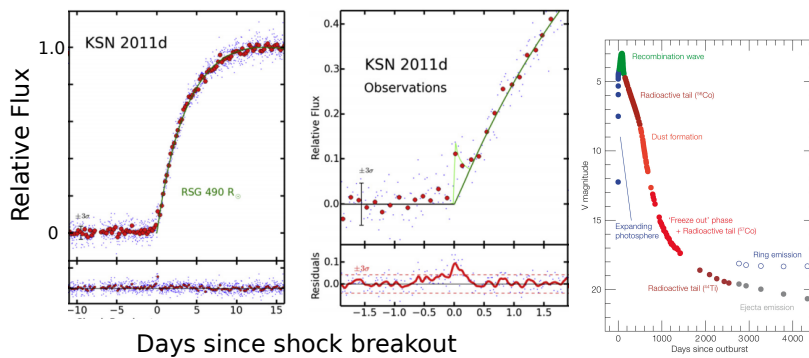 KSN 2011d
1.0
0
Relative Flux
±3σ
RSG 490 R⊙
−10 −5 0 5 10 15
KSN 2011d
Observations
0.4
0.3
0.2
0.1
0.0
Relative Flux
±3σ
Residuals
0.1
0.0
±3σ
−1.5 −1.0 −0.5 0.0 0.5 1.0 1.5
Days since shock breakout
Recombination wave
Radioactive tail (⁵⁶Co)
Dust formation
Expanding
photosphere
"Freeze out" phase
+ Radioactive tail (⁵⁷Co)
Ring emission
Radioactive tail (⁴⁴Ti)
Ejecta emission
V magnitude
5
10
15
20
0 1000 2000 3000 4000
Days since outburst